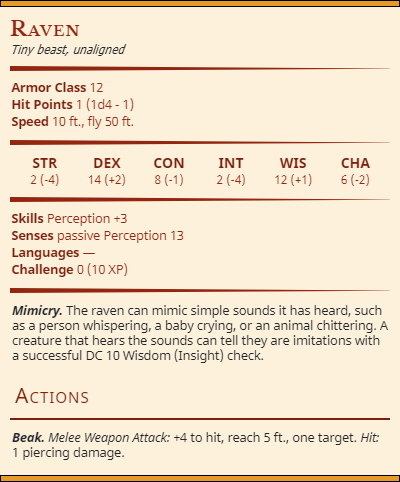 Raven
Tiny beast, unaligned
Armor Class 12
Hit Points 1 (1d4 - 1)
Speed 10 ft., fly 50 ft.
STR DEX CON INT WIS CHA
2 (-4) 14 (+2) 8 (-1) 2 (-4) 12 (+1) 6 (-2)
Skills Perception +3
Senses passive Perception 13
Languages —
Challenge 0 (10 XP)
Mimicry. The raven can mimic simple sounds it has heard, such
as a person whispering, a baby crying, or an animal chittering. A
creature that hears the sounds can tell they are imitations with
a successful DC 10 Wisdom (Insight) check.
Actions
Beak. Melee Weapon Attack: +4 to hit, reach 5 ft., one target. Hit:
1 piercing damage.